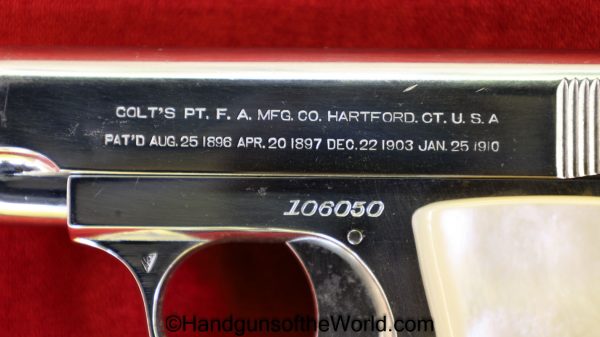 COLT'S PT. F. A. MFG. CO. HARTFORD. CT. U. S. A
PAT'D AUG. 25 1896 APR. 20 1897 DEC. 22 1903 JAN. 25 1910
106050
©HandgunsoftheWorld.com